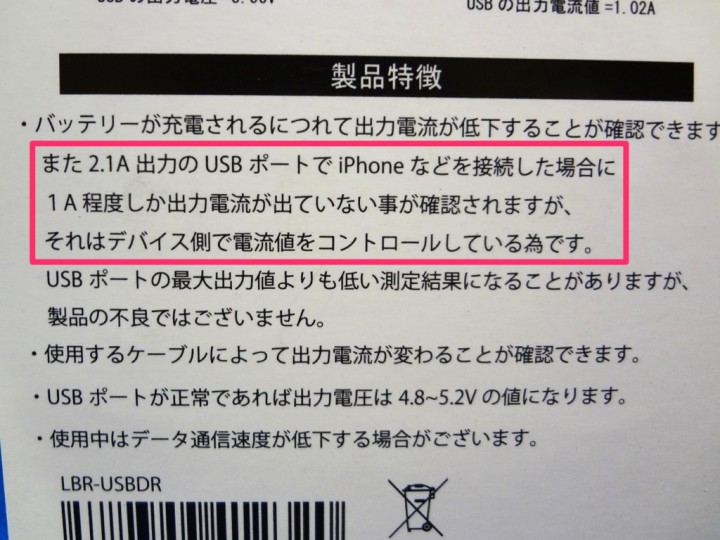 USB の出力電流値 =1.02A
製品特徴
・バッテリーが充電されるにつれて出力電流が低下することが確認できます
また 2.1A 出力の USB ポートで iPhone などを接続した場合に
1 A 程度しか出力電流が出ていない事が確認されますが、
それはデバイス側で電流値をコントロールしている為です。
USB ポートの最大出力値よりも低い測定結果になることがありますが、
製品の不良ではございません。
・使用するケーブルによって出力電流が変わることが確認できます。
・USB ポートが正常であれば出力電圧は 4.8~5.2V の値になります。
・使用中はデータ通信速度が低下する場合がございます。
LBR-USBDR